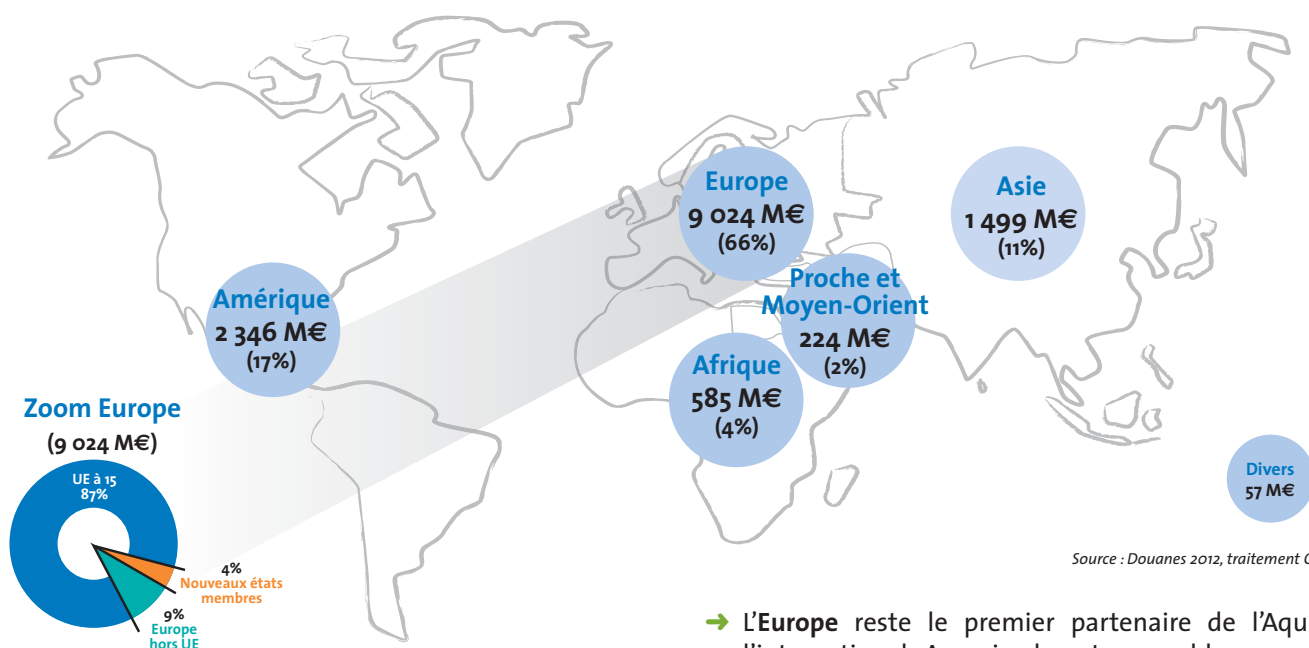 Europe
9 024 M€
(66%)
Asie
1 499 M€
(11%)
Proche et
Moyen-Orient
224 M€
(2%)
Amérique
2 346 M€
(17%)
Afrique
585 M€
(4%)
Zoom Europe
(9 024 M€)
UE à 15
87%
4%
Nouveaux états
membres
9%
Europe
hors UE
Divers
57 M€
Source : Douanes 2012, traitement
➜ L’Europe reste le premier partenaire de